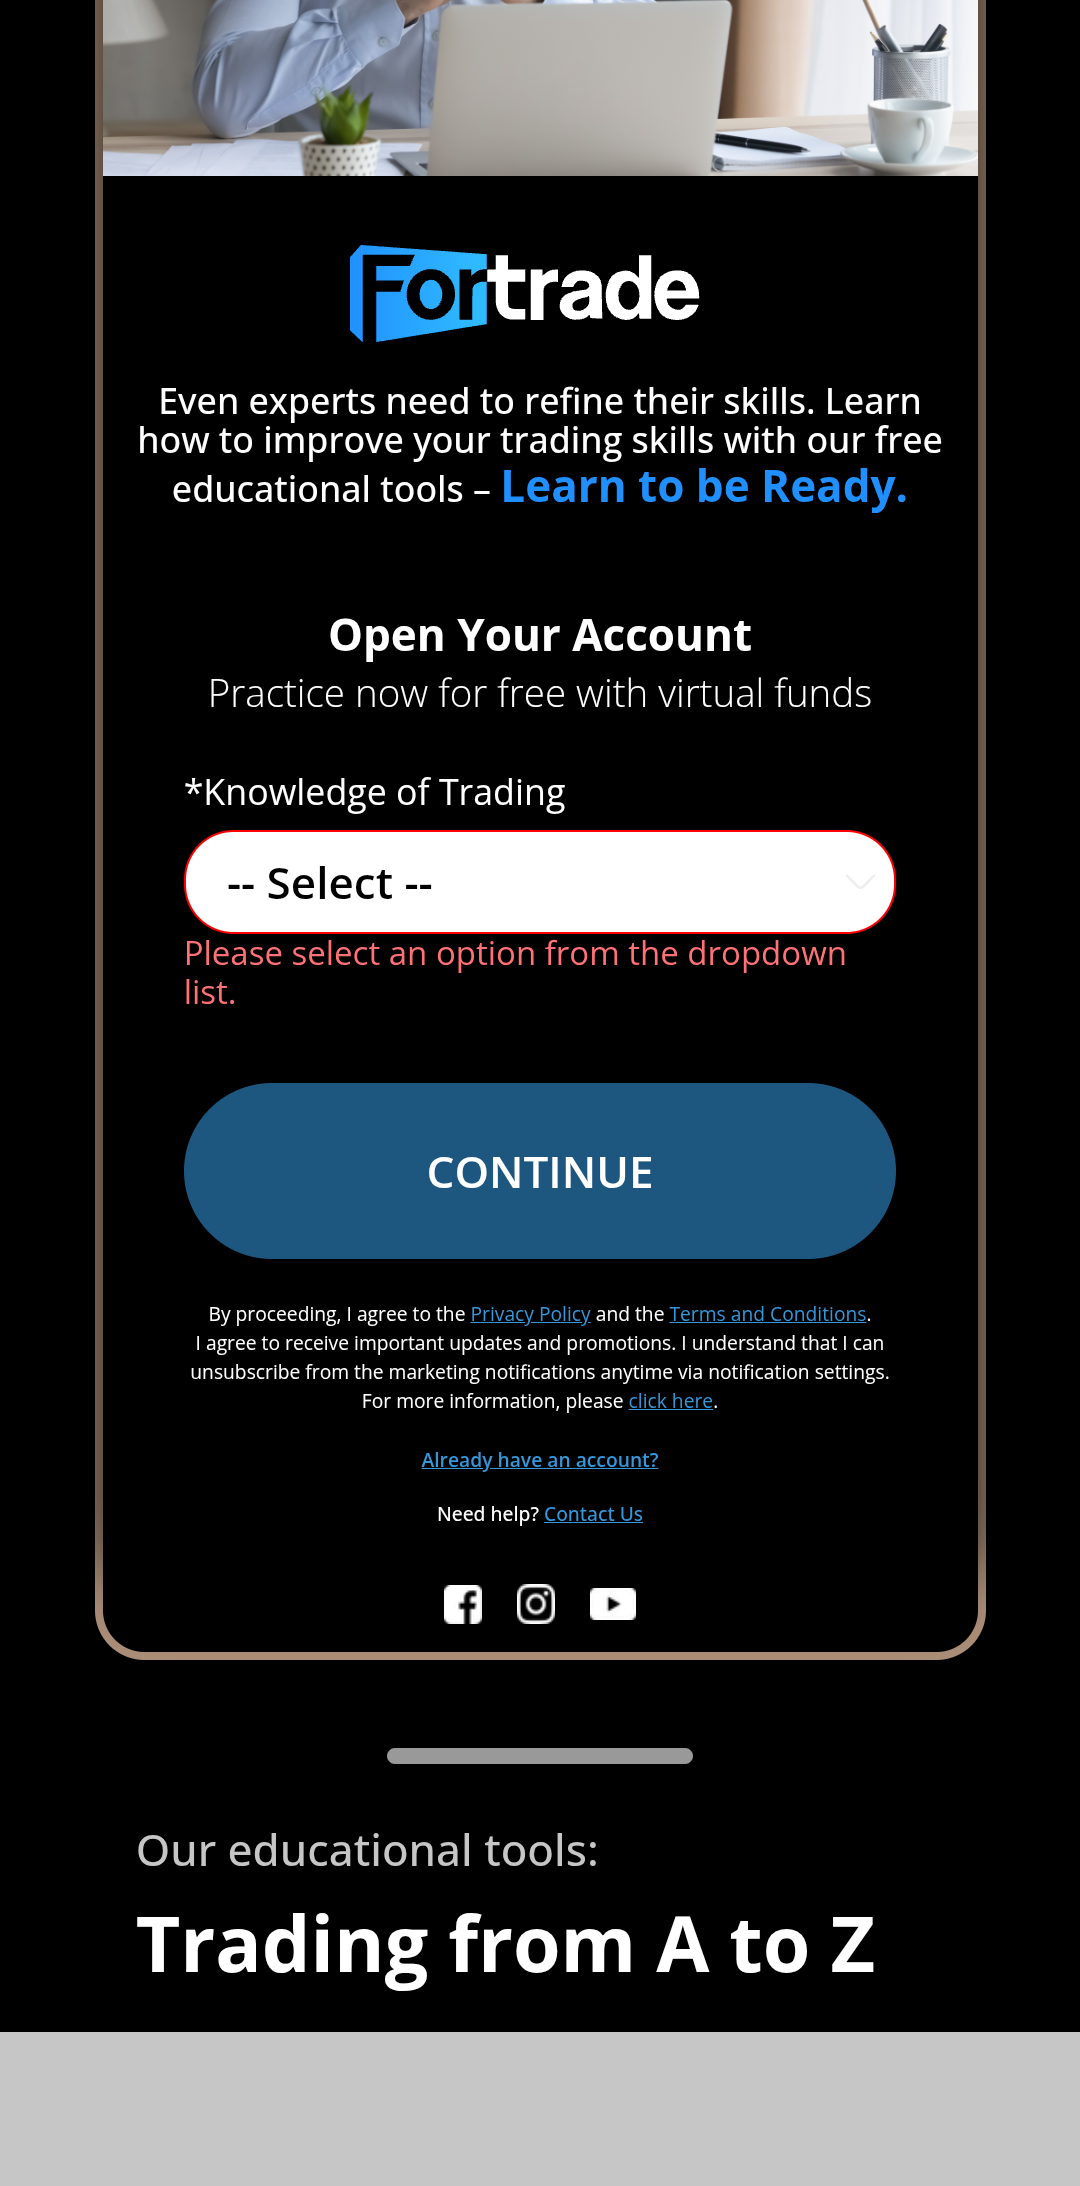 Fortrade
Even experts need to refine their skills. Learn
how to improve your trading skills with our free
educational tools – Learn to be Ready.
Open Your Account
Practice now for free with virtual funds
*Knowledge of Trading
-- Select --
Please select an option from the dropdown
list.
CONTINUE
By proceeding, I agree to the Privacy Policy and the Terms and Conditions.
I agree to receive important updates and promotions. I understand that I can
unsubscribe from the marketing notifications anytime via notification settings.
For more information, please click here.
Already have an account?
Need help? Contact Us
Our educational tools:
Trading from A to Z